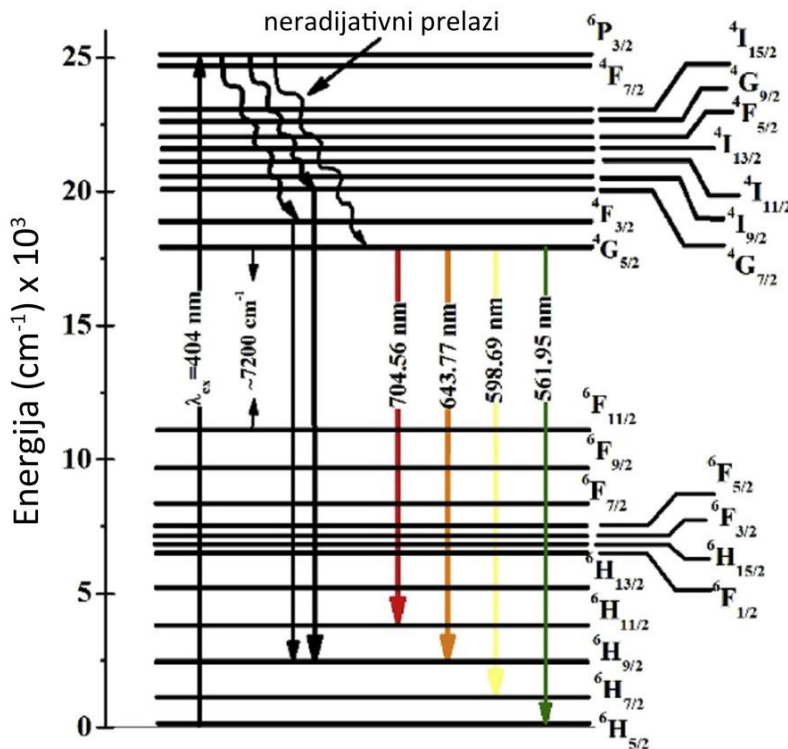 neradijativni prelazi
Energija (cm⁻¹) x 10³
25
20
15
10
5
0
⁶P₃/₂
⁴F₇/₂
⁴I₁₅/₂
⁴G₉/₂
⁴F₅/₂
⁴I₁₃/₂
⁴I₁₁/₂
⁴I₉/₂
⁴G₇/₂
⁴F₃/₂
⁴G₅/₂
λₑₓ =404 nm
~7200 cm⁻¹
704.56 nm
643.77 nm
598.69 nm
561.95 nm
⁶F₁₁/₂
⁶F₉/₂
⁶F₇/₂
⁶F₅/₂
⁶F₃/₂
⁶H₁₅/₂
⁶F₁/₂
⁶H₁₃/₂
⁶H₁₁/₂
⁶H₉/₂
⁶H₇/₂
⁶H₅/₂